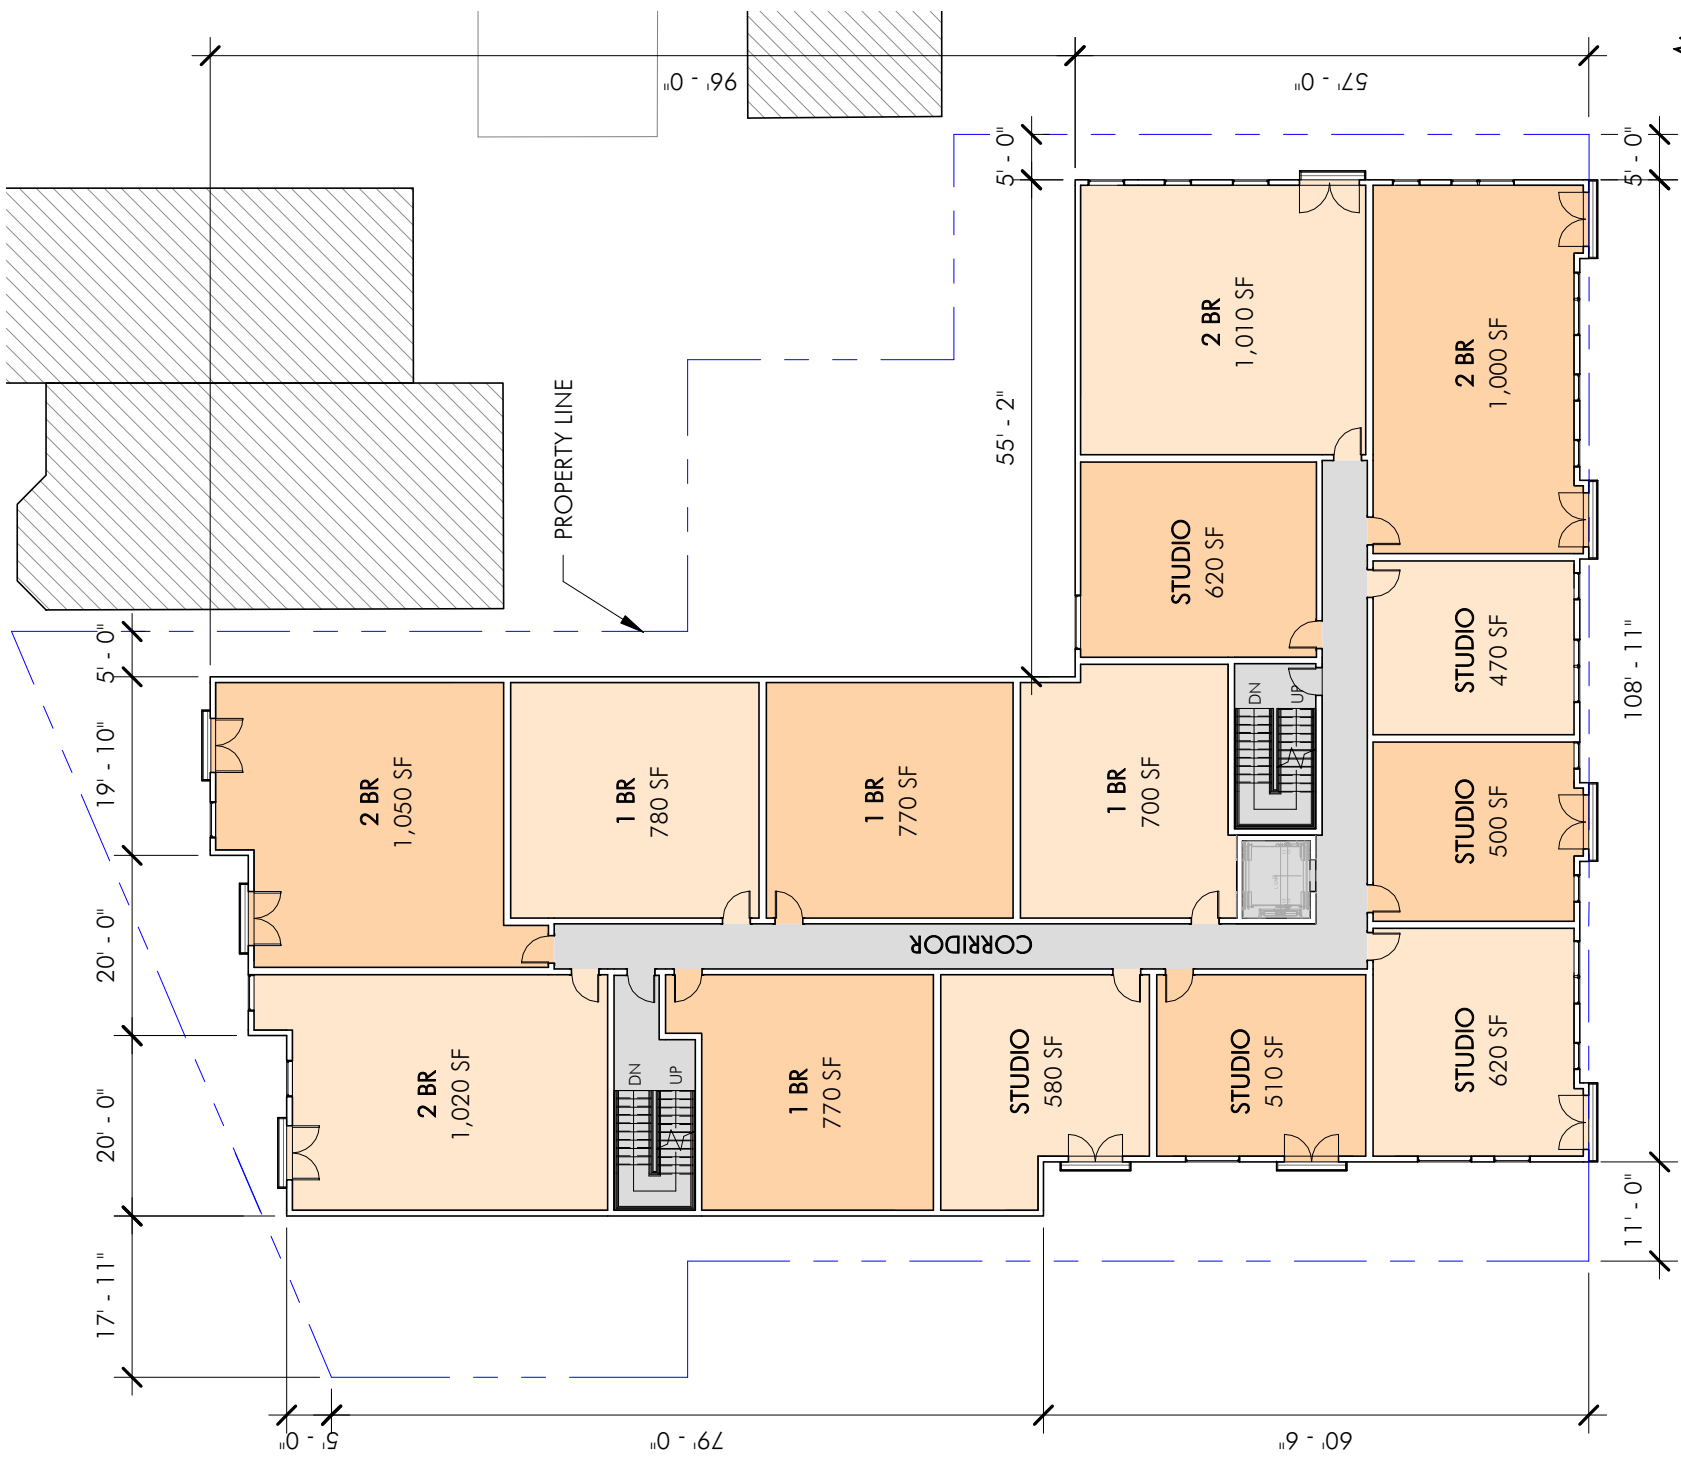 96' - 0"
57' - 0"
5' - 0"
5' - 0"
55' - 2"
PROPERTY LINE
2 BR
1,010 SF
2 BR
1,000 SF
STUDIO
620 SF
STUDIO
470 SF
108' - 11"
5' - 0"
19' - 10"
20' - 0"
20' - 0"
17' - 11"
2 BR
1,050 SF
1 BR
780 SF
1 BR
770 SF
1 BR
700 SF
DN
UP
STUDIO
500 SF
CORRIDOR
2 BR
1,020 SF
DN
UP
1 BR
770 SF
STUDIO
580 SF
STUDIO
510 SF
STUDIO
620 SF
11' - 0"
5' - 0"
79' - 0"
60' - 6"